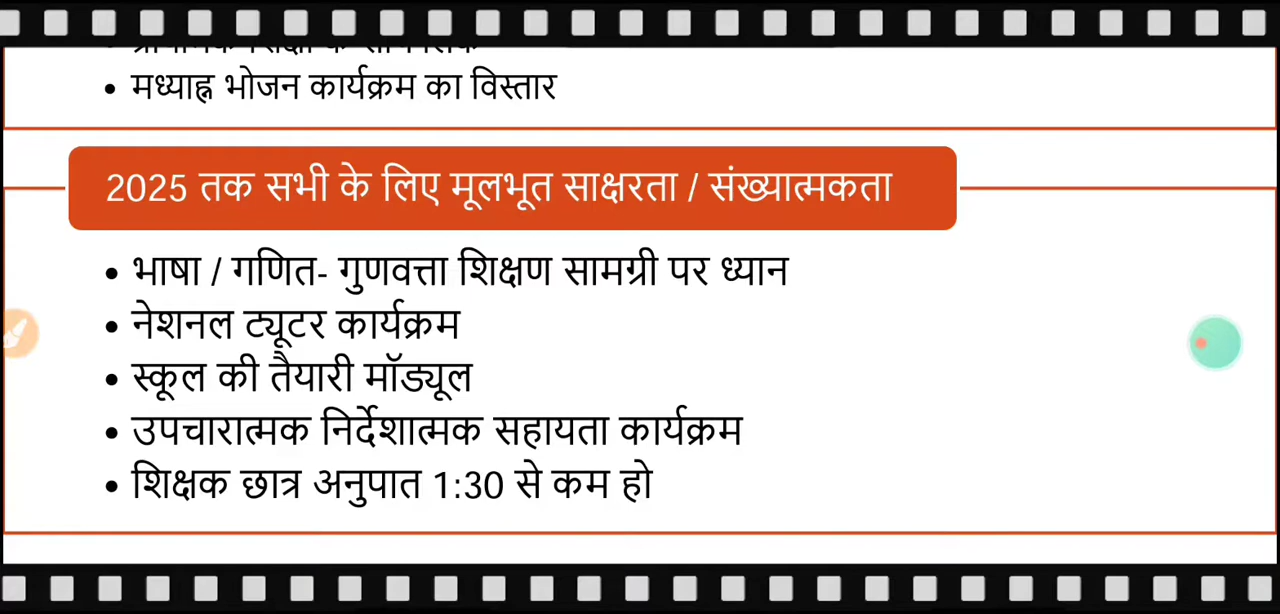 • मध्याह्न भोजन कार्यक्रम का विस्तार
2025 तक सभी के लिए मूलभूत साक्षरता / संख्यात्मकता
• भाषा / गणित- गुणवत्ता शिक्षण सामग्री पर ध्यान
• नेशनल ट्यूटर कार्यक्रम
• स्कूल की तैयारी मॉड्यूल
• उपचारात्मक निर्देशात्मक सहायता कार्यक्रम
• शिक्षक छात्र अनुपात 1:30 से कम हो